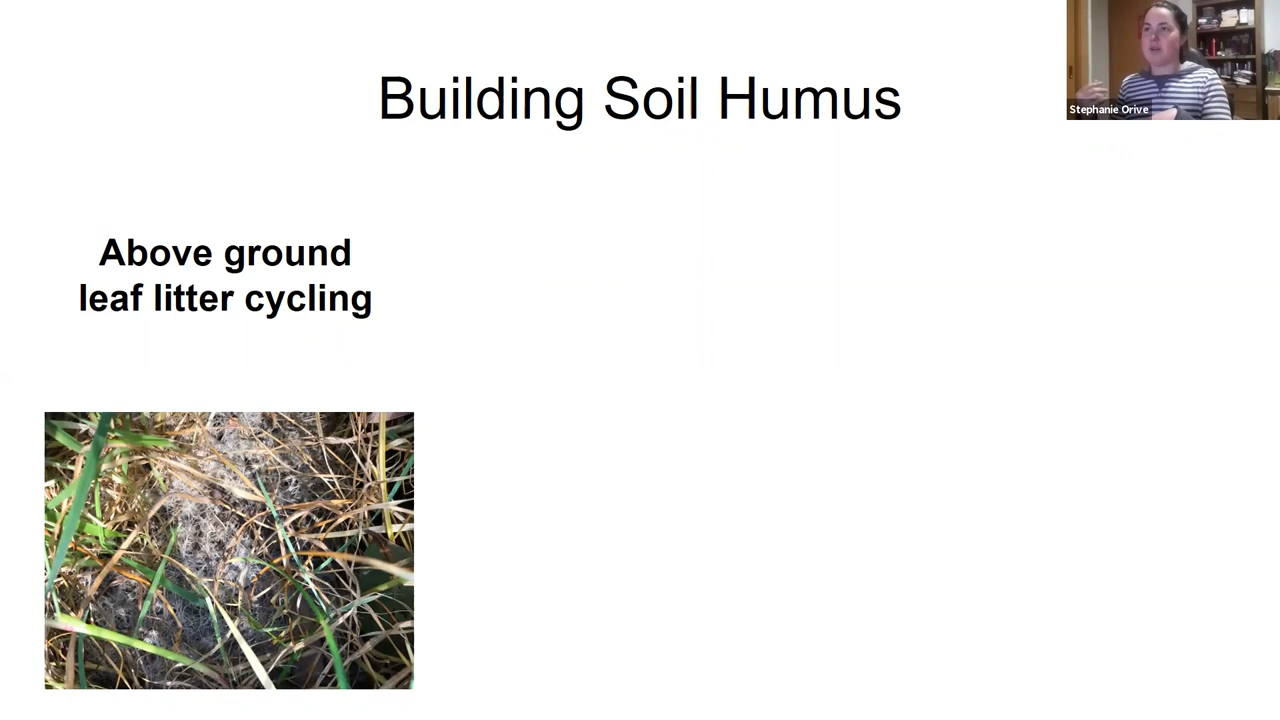 Building Soil Humus
Stephanie Orive
Above ground
leaf litter cycling